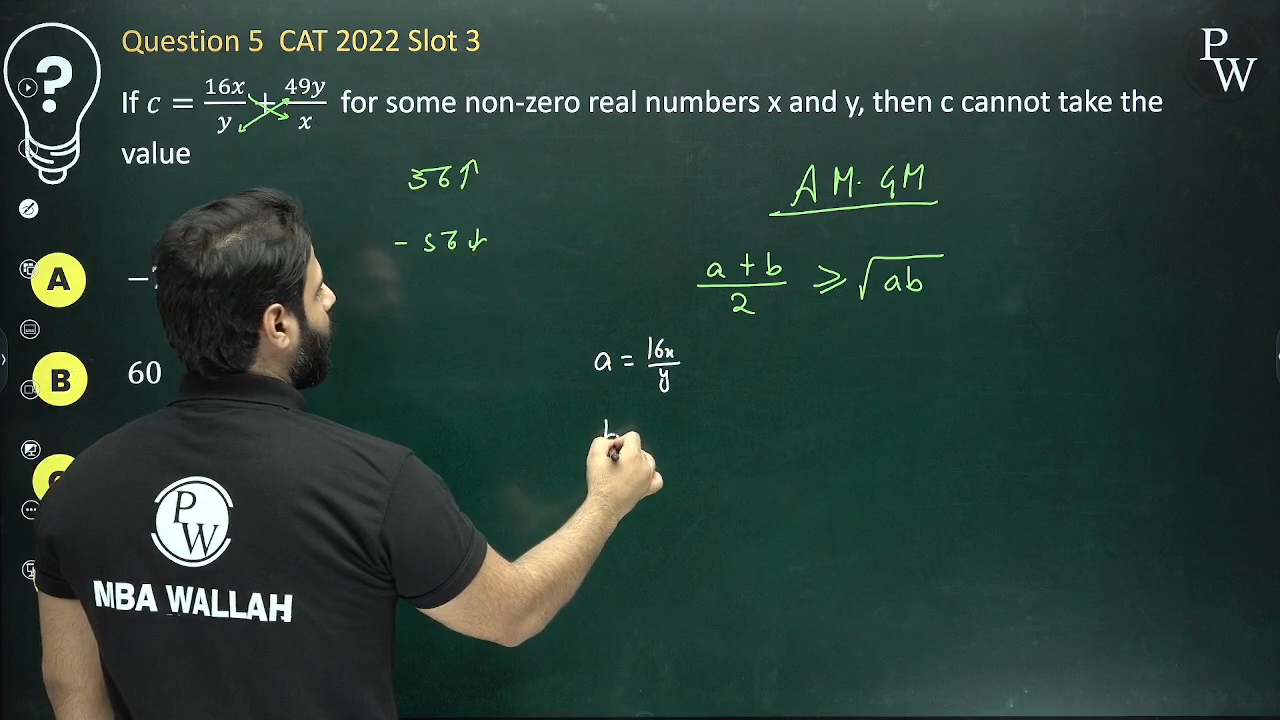 Question 5 CAT 2022 Slot 3
PW
If c = 16x/y + 49y/x for some non-zero real numbers x and y, then c cannot take the
value
56↑
AM·GM
-56↓
a + b / 2 ⩾ √ab
A
a = 16x/y
B 60
PW
MBA WALLAH